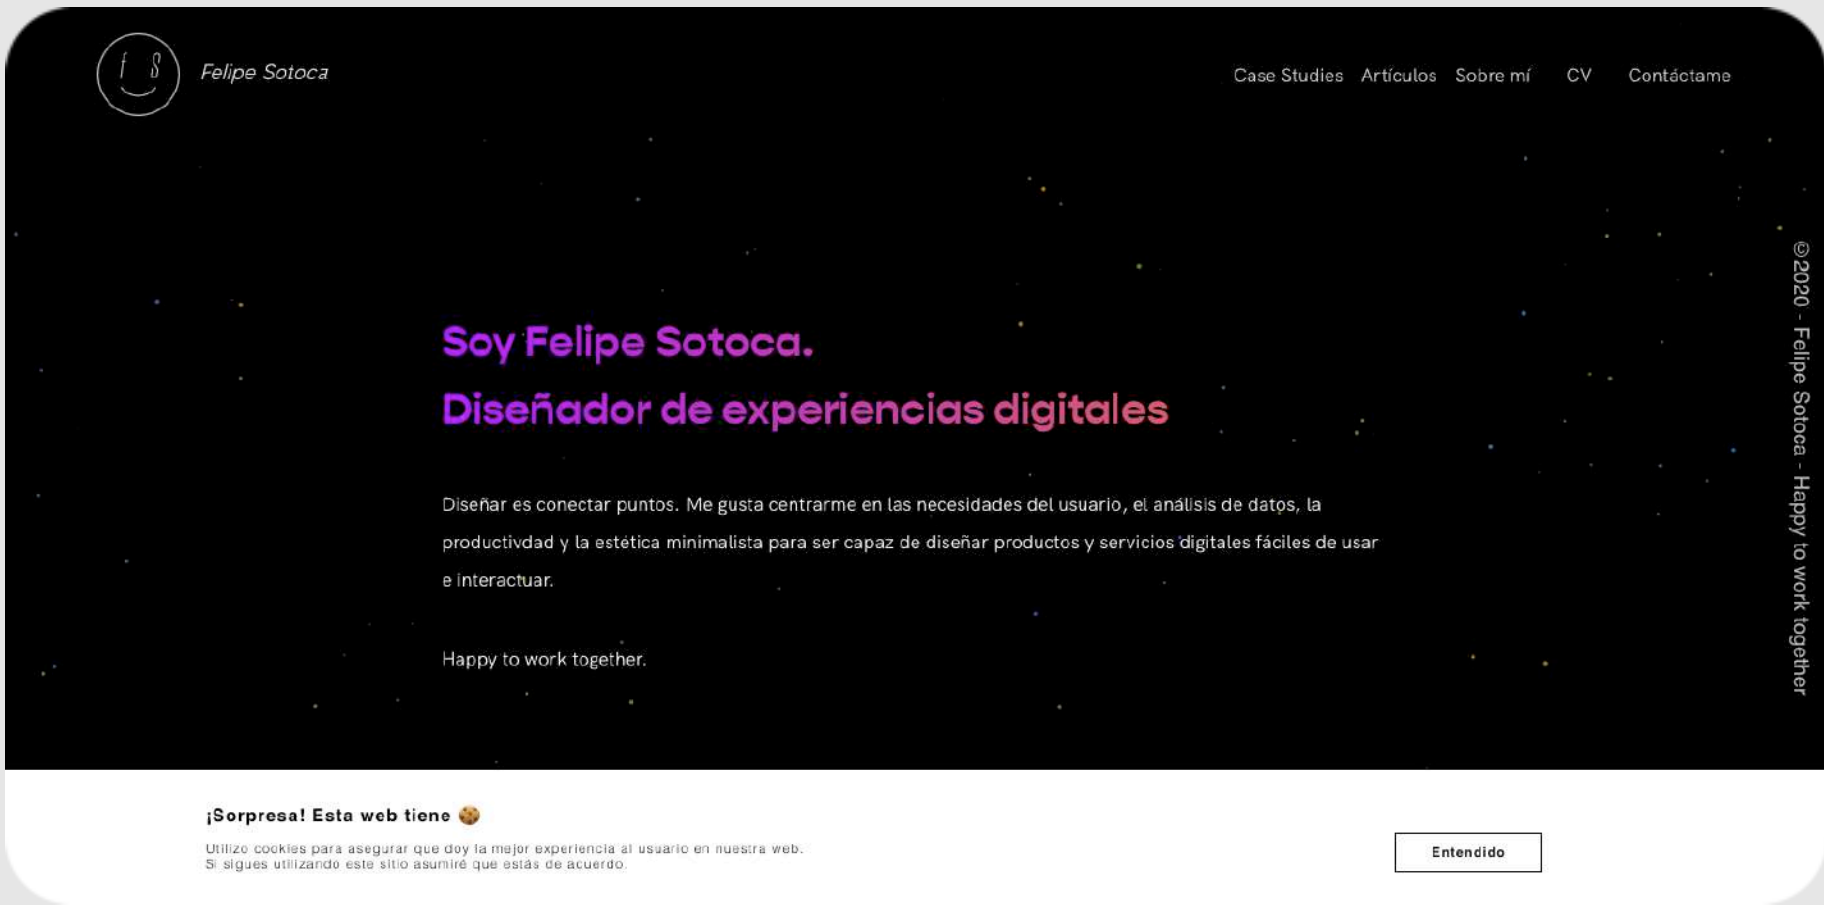 f S
Felipe Sotoca
Case Studies Artículos Sobre mí CV Contáctame
Soy Felipe Sotoca.
Diseñador de experiencias digitales
Diseñar es conectar puntos. Me gusta centrarme en las necesidades del usuario, el análisis de datos, la
productivdad y la estética minimalista para ser capaz de diseñar productos y servicios digitales fáciles de usar
e interactuar.
Happy to work together.
©2020 - Felipe Sotoca - Happy to work together
¡Sorpresa! Esta web tiene 🍪
Utilizo cookies para asegurar que doy la mejor experiencia al usuario en nuestra web.
Si sigues utilizando este sitio asumiré que estás de acuerdo.
Entendido